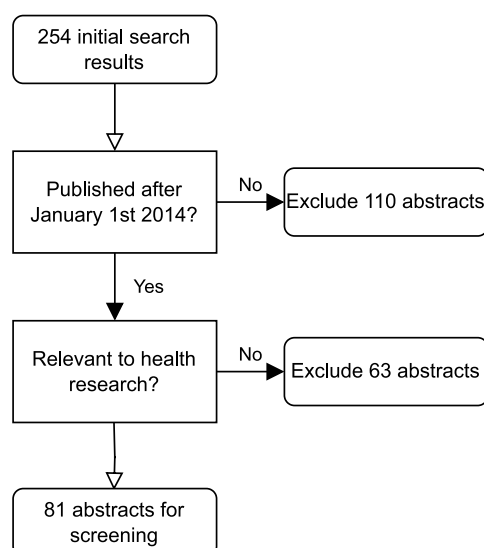 254 initial search
results
Published after
January 1st 2014?
No
Exclude 110 abstracts
Yes
Relevant to health
research?
No
Exclude 63 abstracts
81 abstracts for
screening